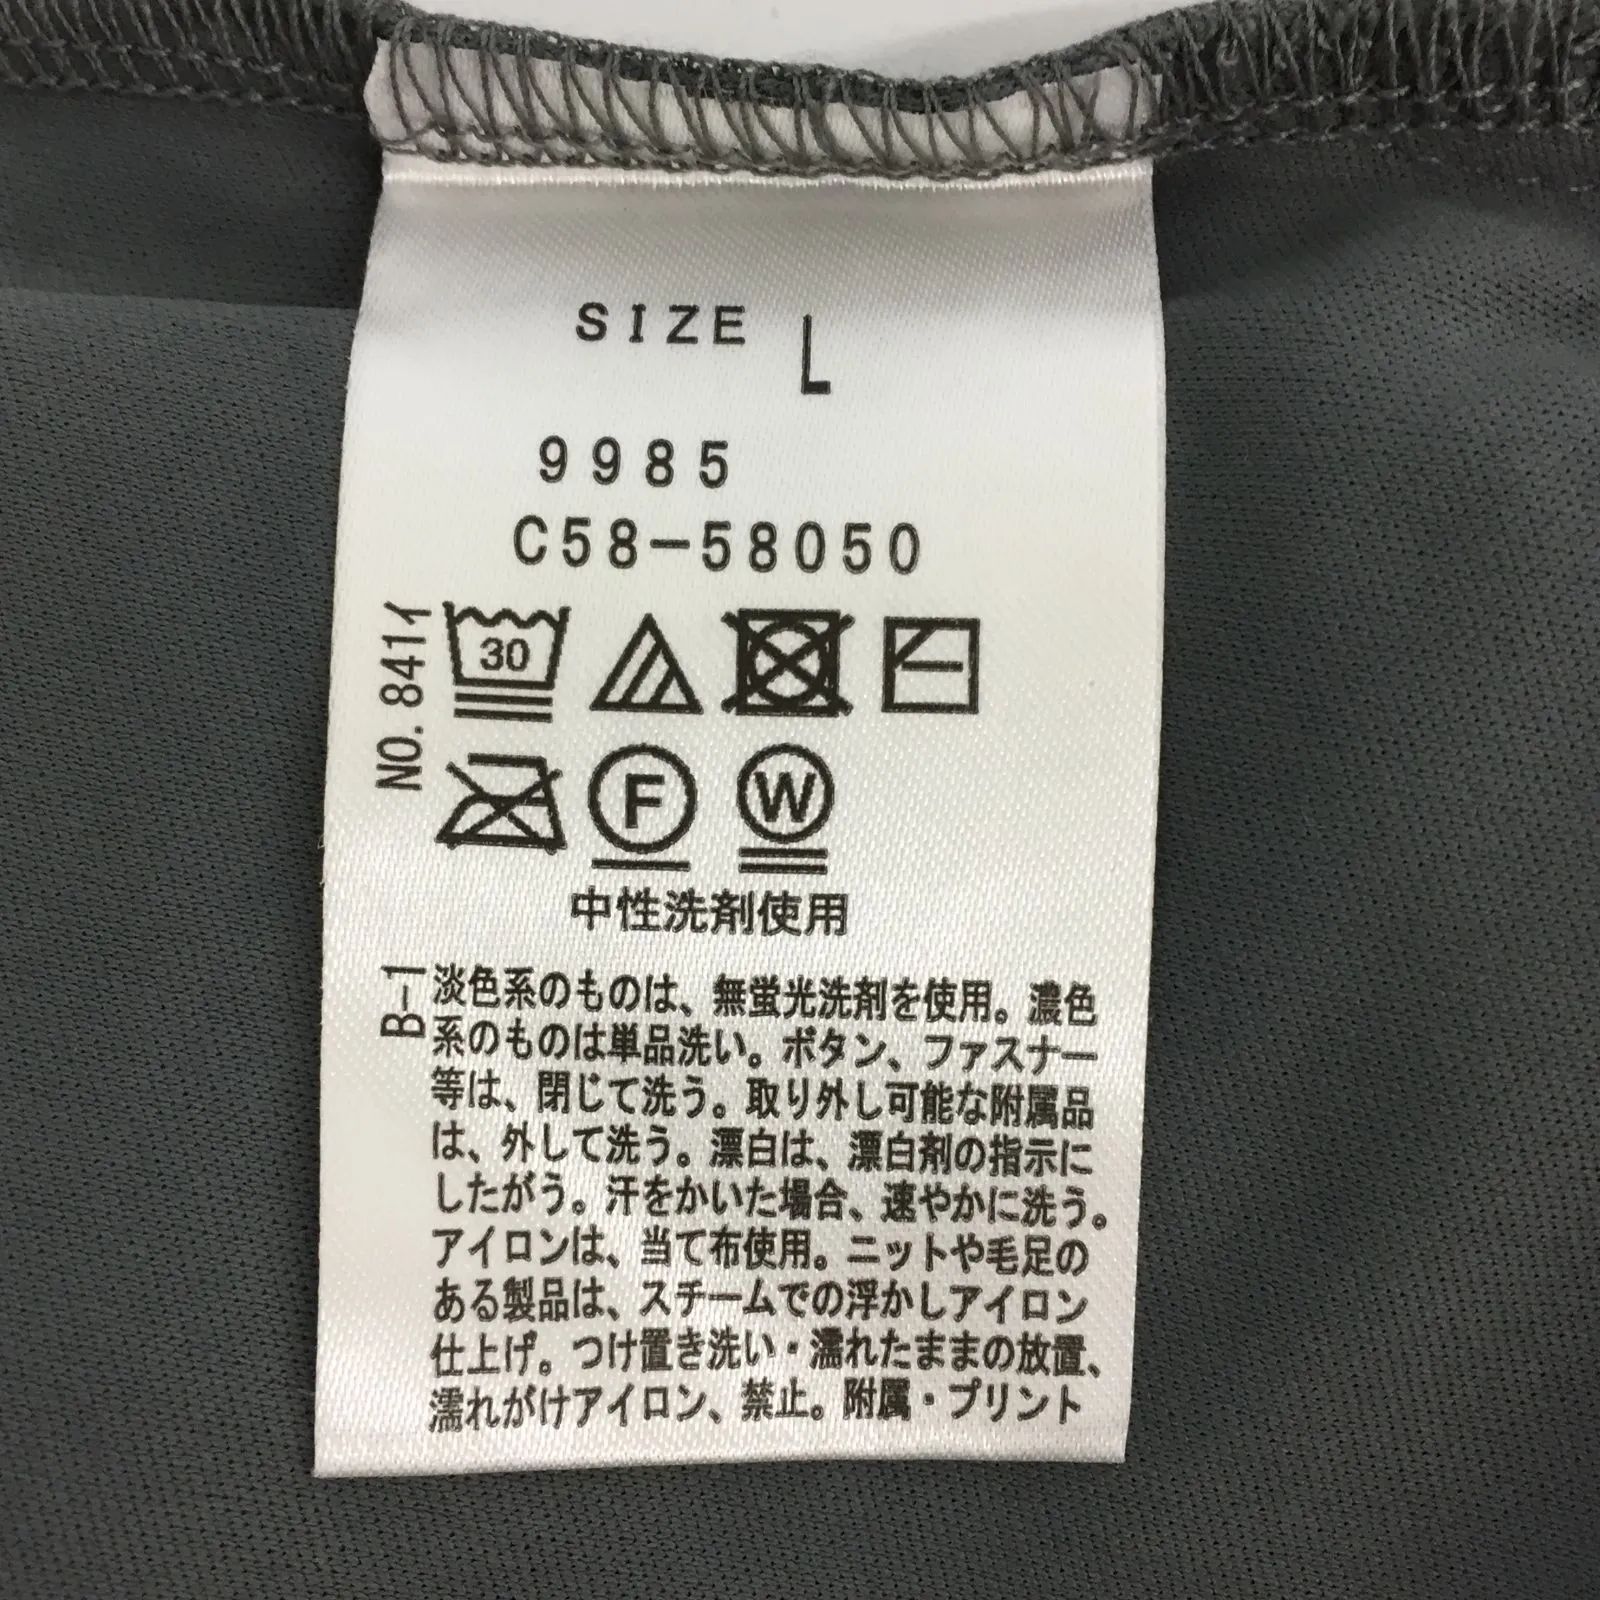 SIZE L
9985
C58-58050
NO. 841イ
30
F
W
中性洗剤使用
B-1
淡色系のものは、無蛍光洗剤を使用。濃色
系のものは単品洗い。ボタン、ファスナー
等は、閉じて洗う。取り外し可能な附属品
は、外して洗う。漂白は、漂白剤の指示に
したがう。汗をかいた場合、速やかに洗う。
アイロンは、当て布使用。ニットや毛足の
ある製品は、スチームでの浮かしアイロン
仕上げ。つけ置き洗い・濡れたままの放置、
濡れがけアイロン、禁止。附属・プリント